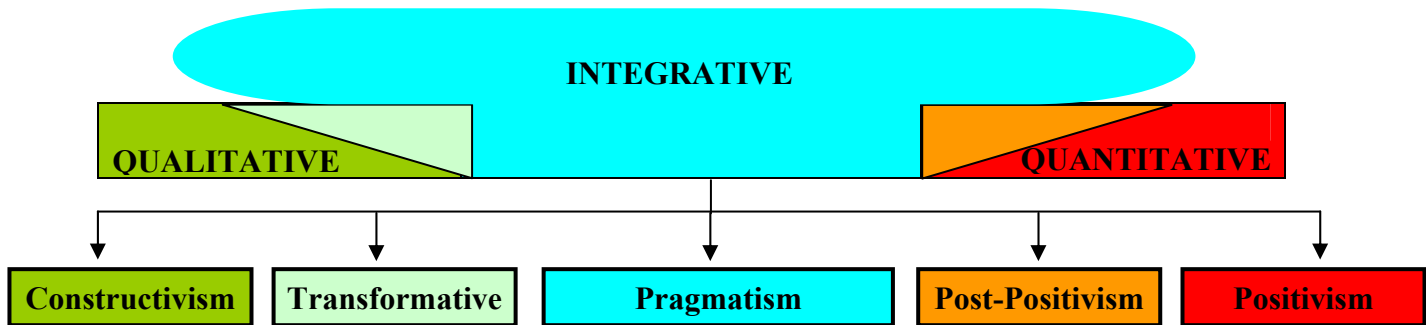 INTEGRATIVE
QUALITATIVE
QUANTITATIVE
Constructivism
Transformative
Pragmatism
Post-Positivism
Positivism